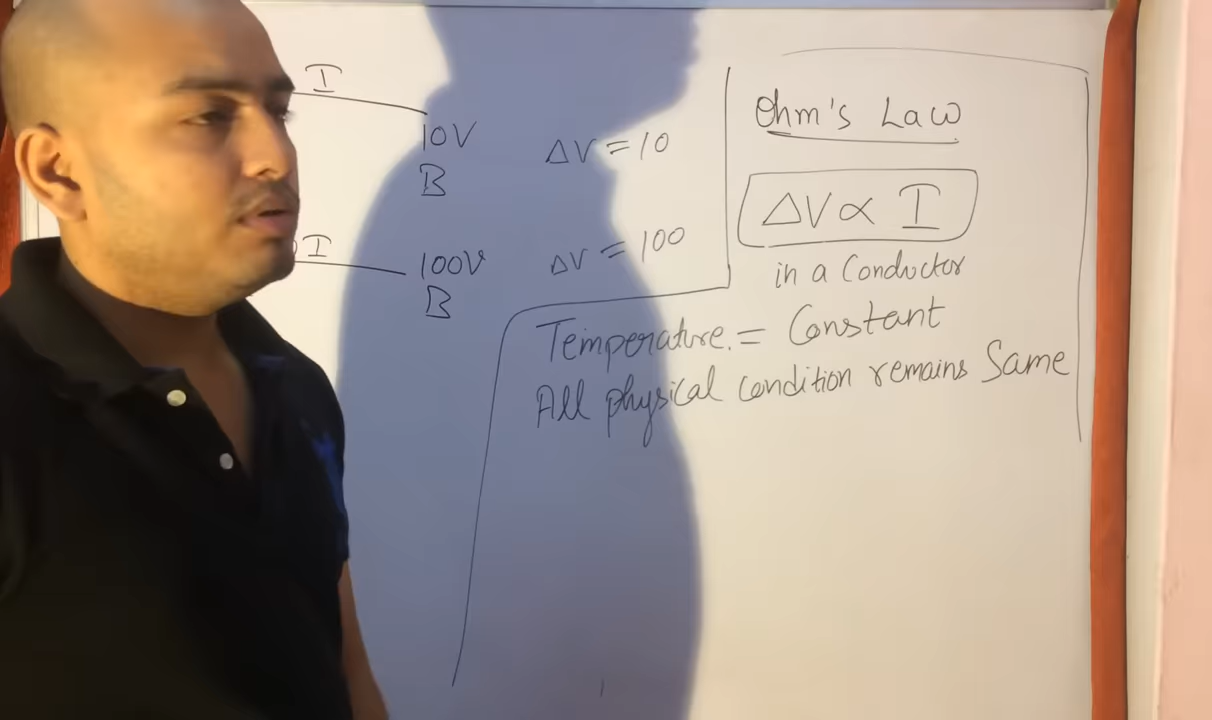 I
10V
B
ΔV = 10
I
100V
B
ΔV = 100
Ohm's Law
ΔV ∝ I
in a Conductor
Temperature. = Constant
All physical condition remains Same